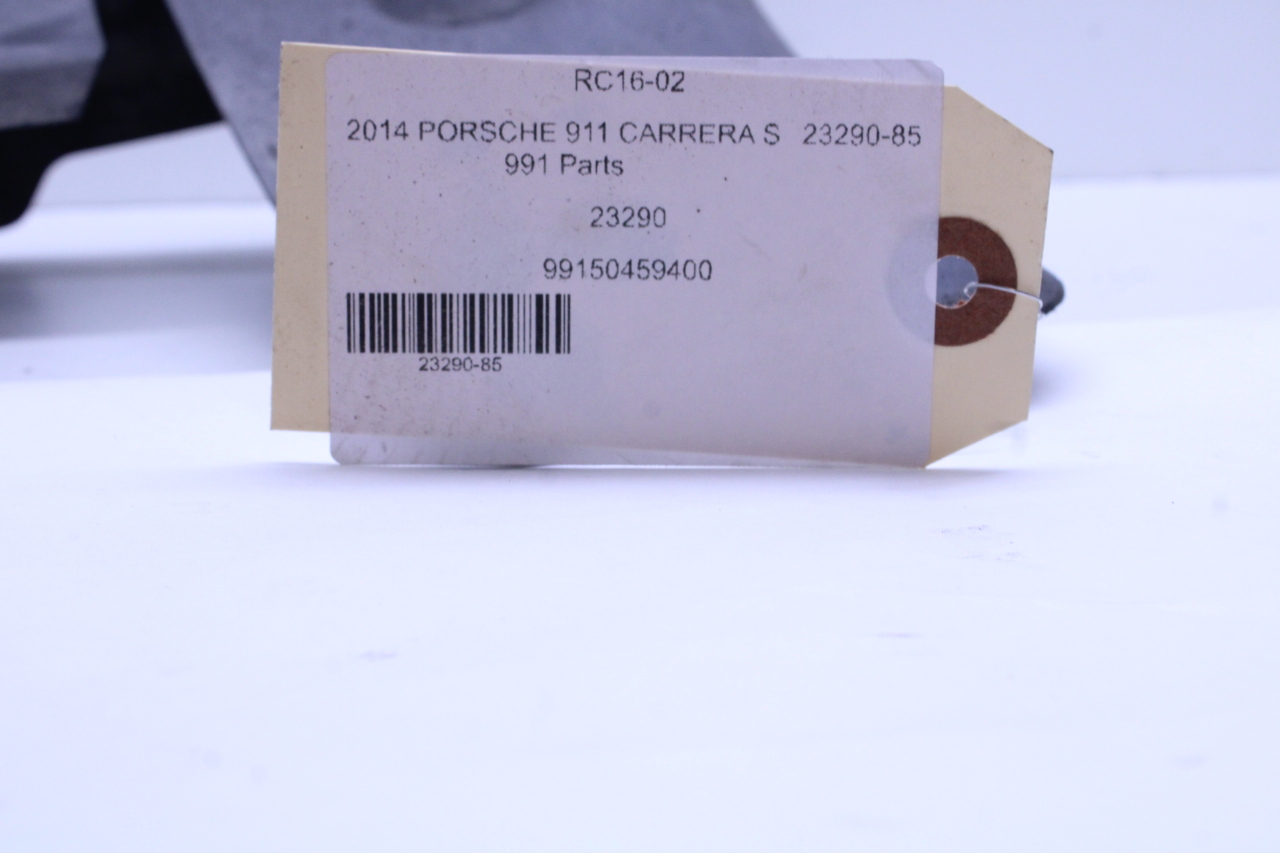 RC16-02
2014 PORSCHE 911 CARRERA S 23290-85
991 Parts
23290
99150459400
23290-85